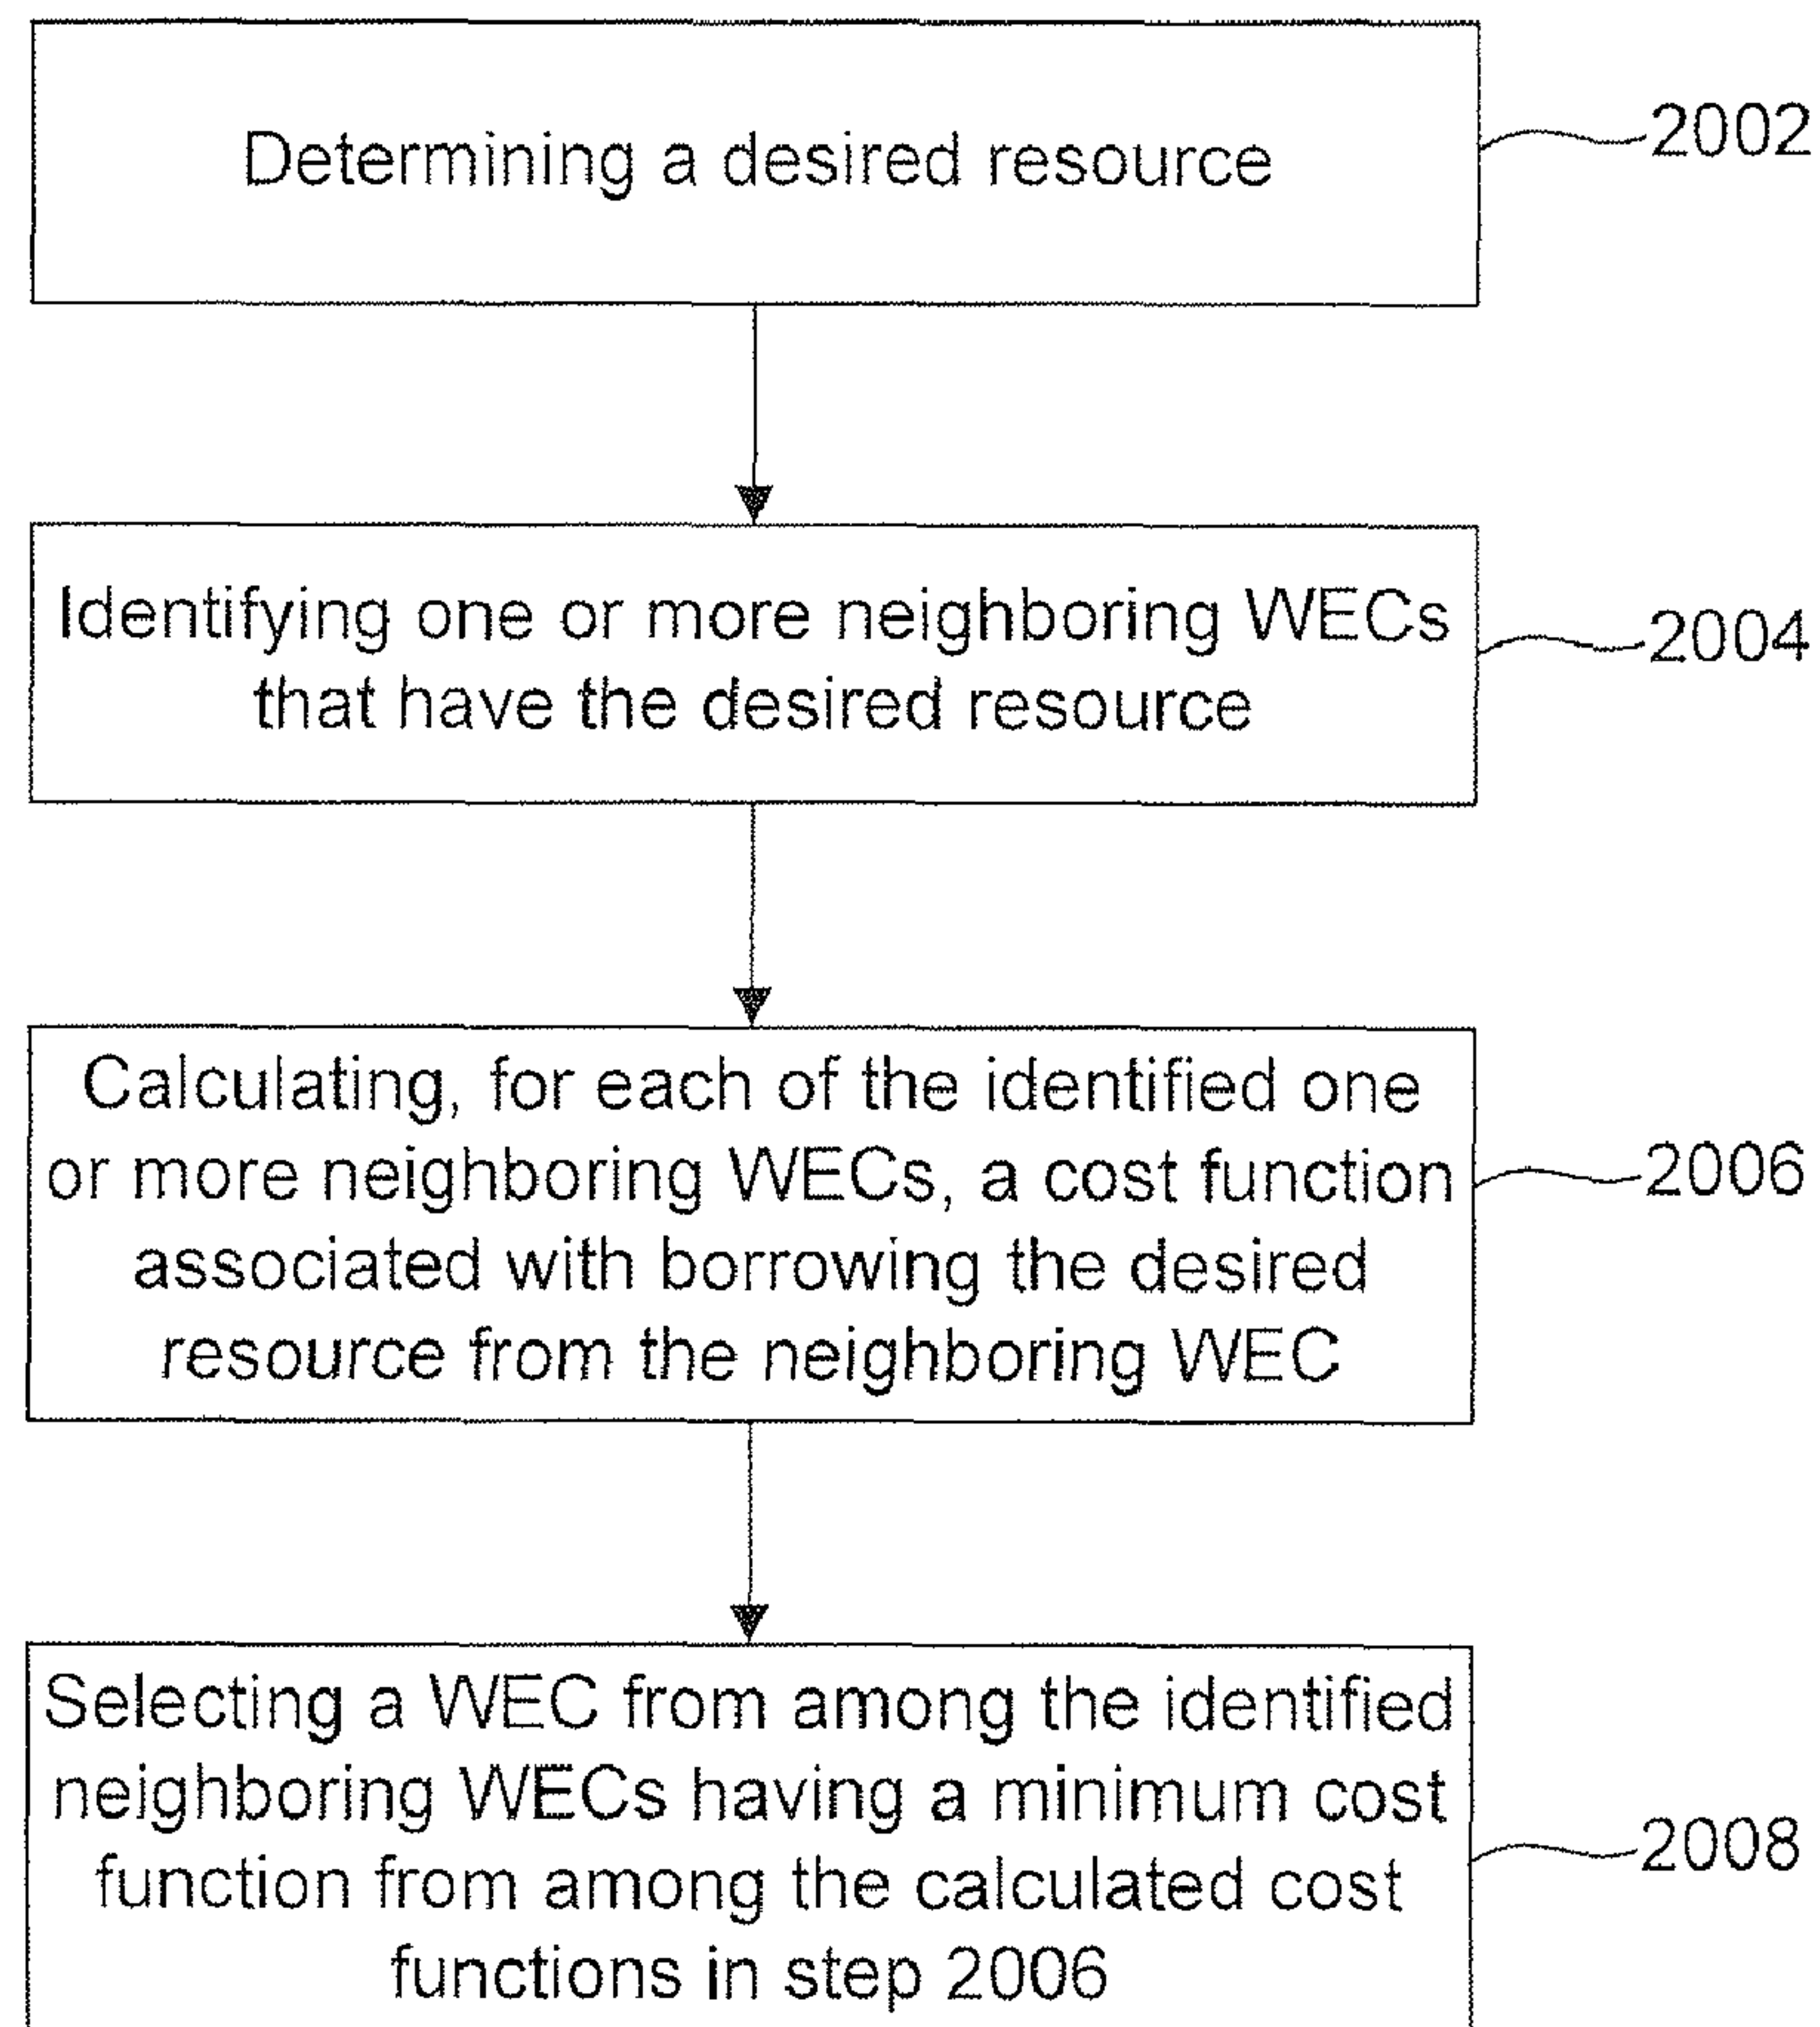 Determining a desired resource
2002
Identifying one or more neighboring WECs
that have the desired resource
2004
Calculating, for each of the identified one
or more neighboring WECs, a cost function
associated with borrowing the desired
resource from the neighboring WEC
2006
Selecting a WEC from among the identified
neighboring WECs having a minimum cost
function from among the calculated cost
functions in step 2006
2008